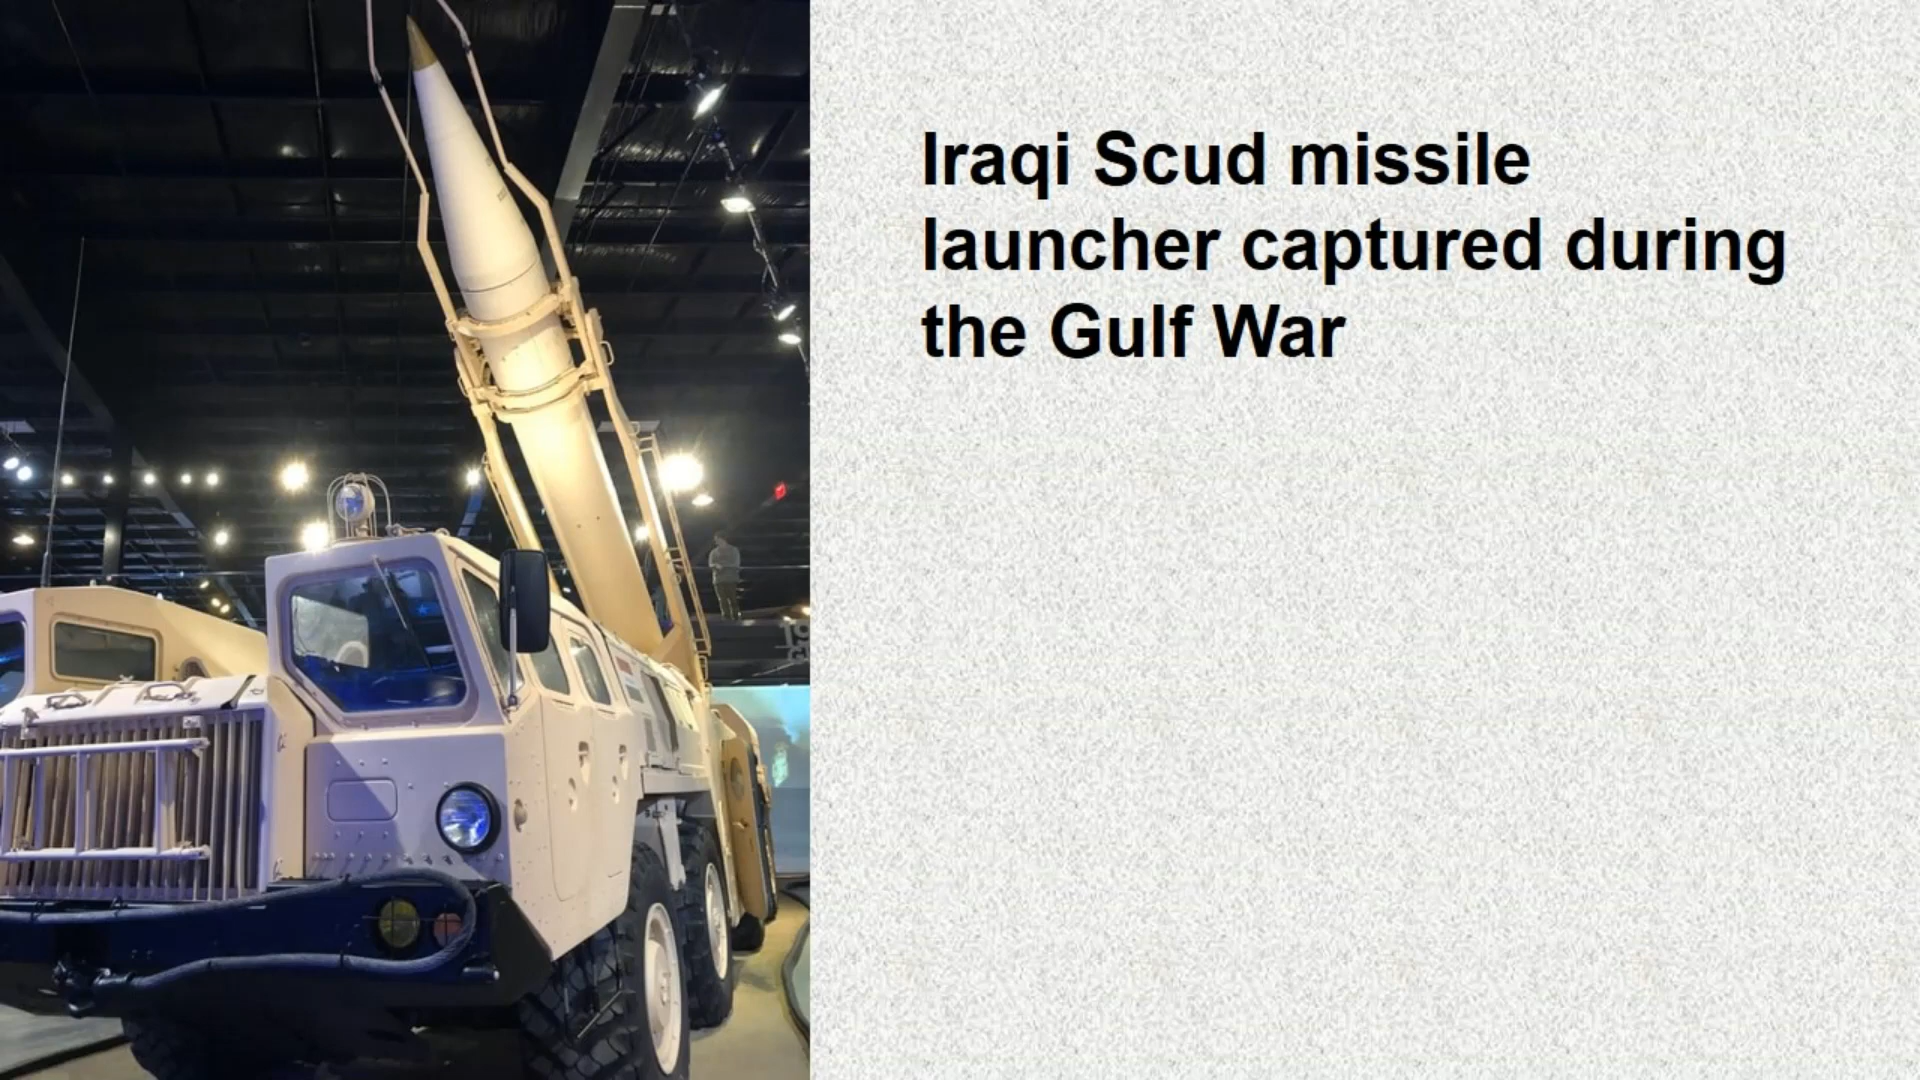 Iraqi Scud missile
launcher captured during
the Gulf War